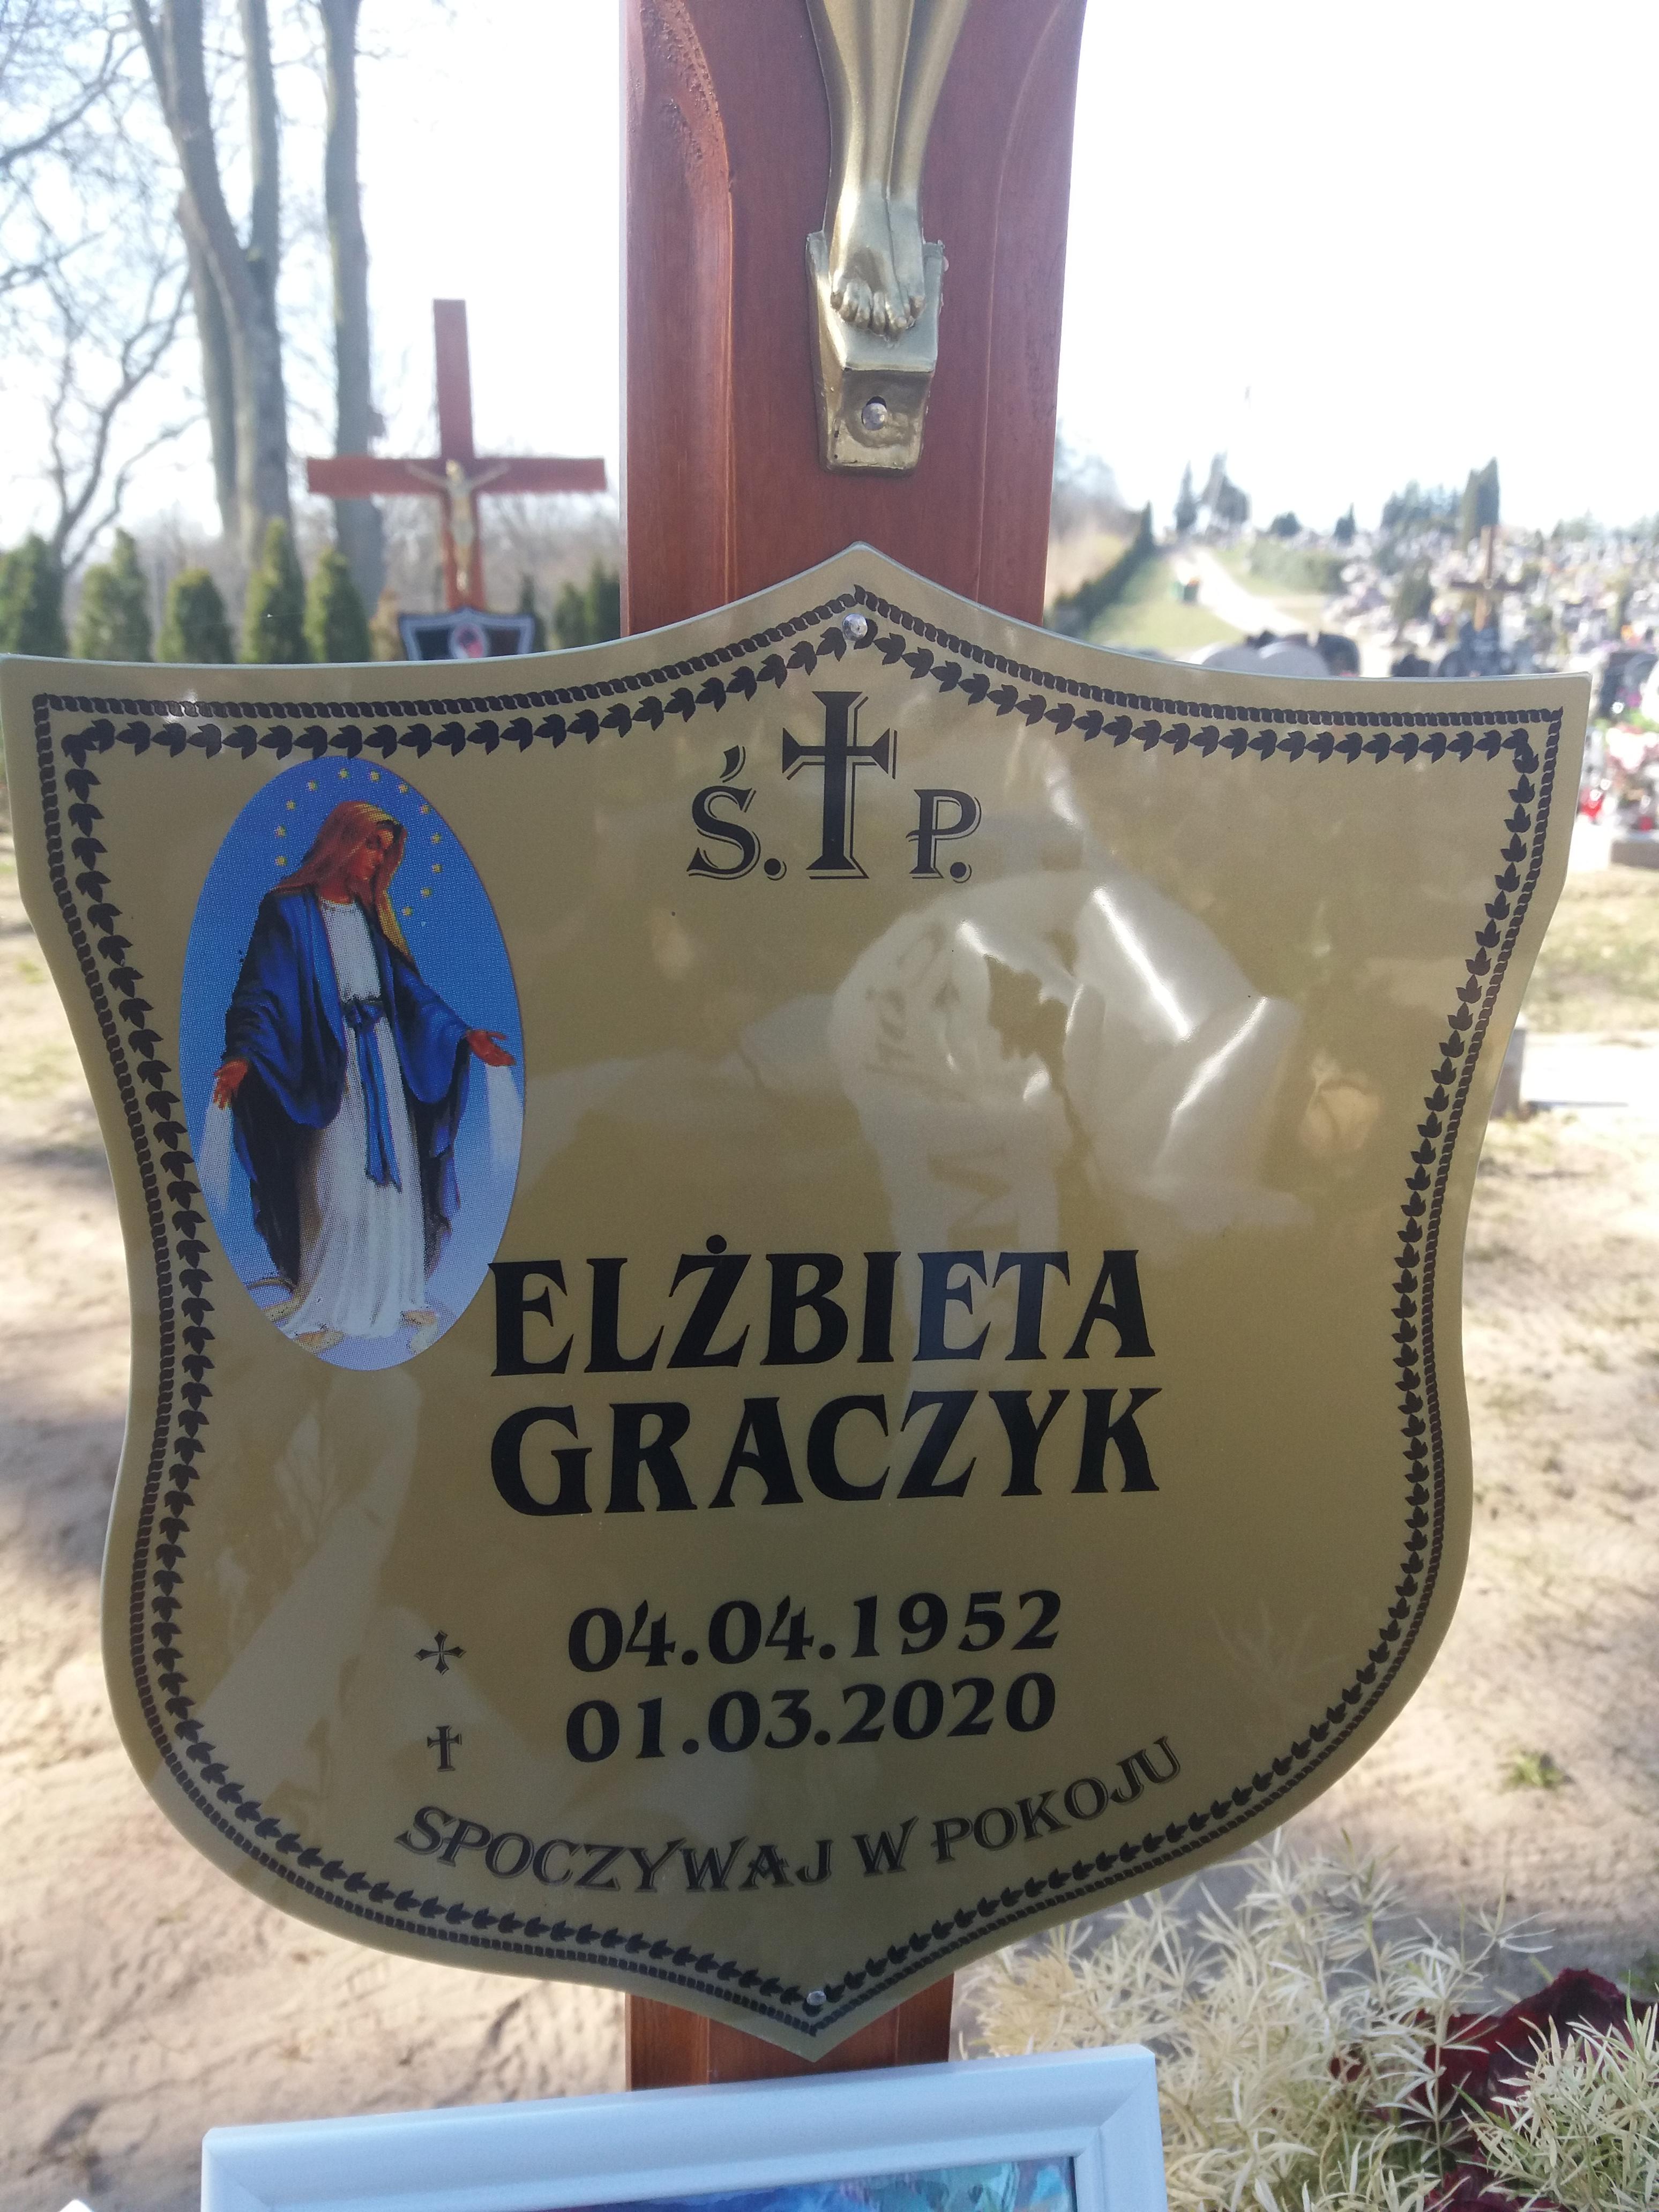 Ś. P.
ELŻBIETA
GRACZYK
04.04.1952
01.03.2020
SPOCZYWAJ W POKOJU